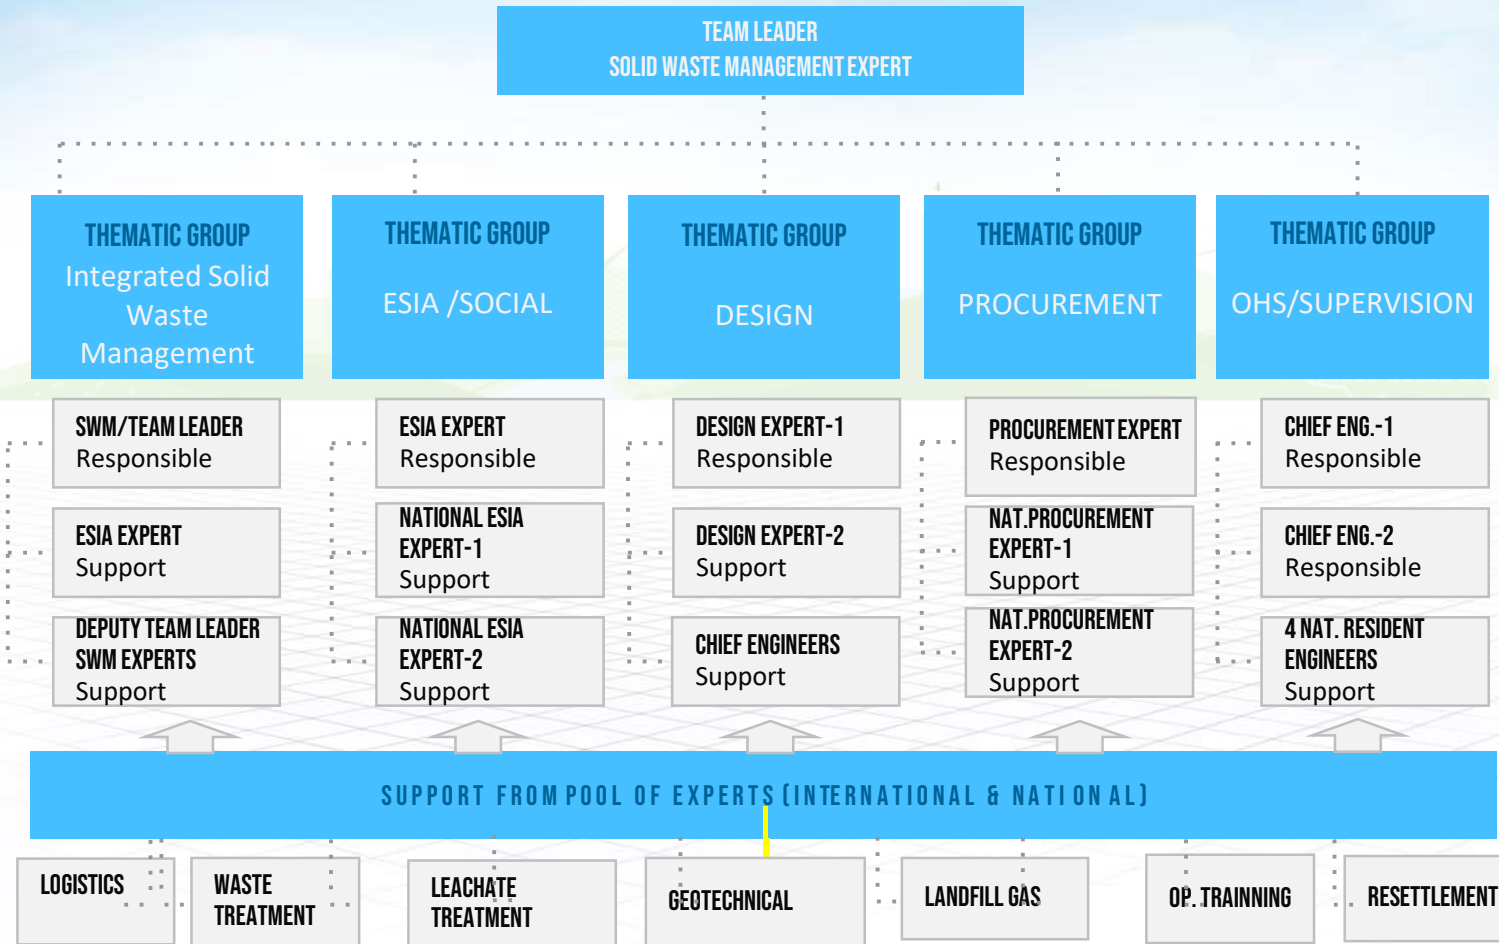 TEAM LEADER
SOLID WASTE MANAGEMENT EXPERT
THEMATIC GROUP
Integrated Solid
Waste
Management
THEMATIC GROUP
ESIA /SOCIAL
THEMATIC GROUP
DESIGN
THEMATIC GROUP
PROCUREMENT
THEMATIC GROUP
OHS/SUPERVISION
SWM/TEAM LEADER
Responsible
ESIA EXPERT
Support
DEPUTY TEAM LEADER
SWM EXPERTS
Support
ESIA EXPERT
Responsible
NATIONAL ESIA
EXPERT-1
Support
NATIONAL ESIA
EXPERT-2
Support
DESIGN EXPERT-1
Responsible
DESIGN EXPERT-2
Support
CHIEF ENGINEERS
Support
PROCUREMENT EXPERT
Responsible
NAT.PROCUREMENT
EXPERT-1
Support
NAT.PROCUREMENT
EXPERT-2
Support
CHIEF ENG.-1
Responsible
CHIEF ENG.-2
Responsible
4 NAT. RESIDENT
ENGINEERS
Support
SUPPORT FROM POOL OF EXPERTS (INTERNATIONAL & NATIONAL)
LOGISTICS
WASTE
TREATMENT
LEACHATE
TREATMENT
GEOTECHNICAL
LANDFILL GAS
OP. TRAINNING
RESETTLEMENT